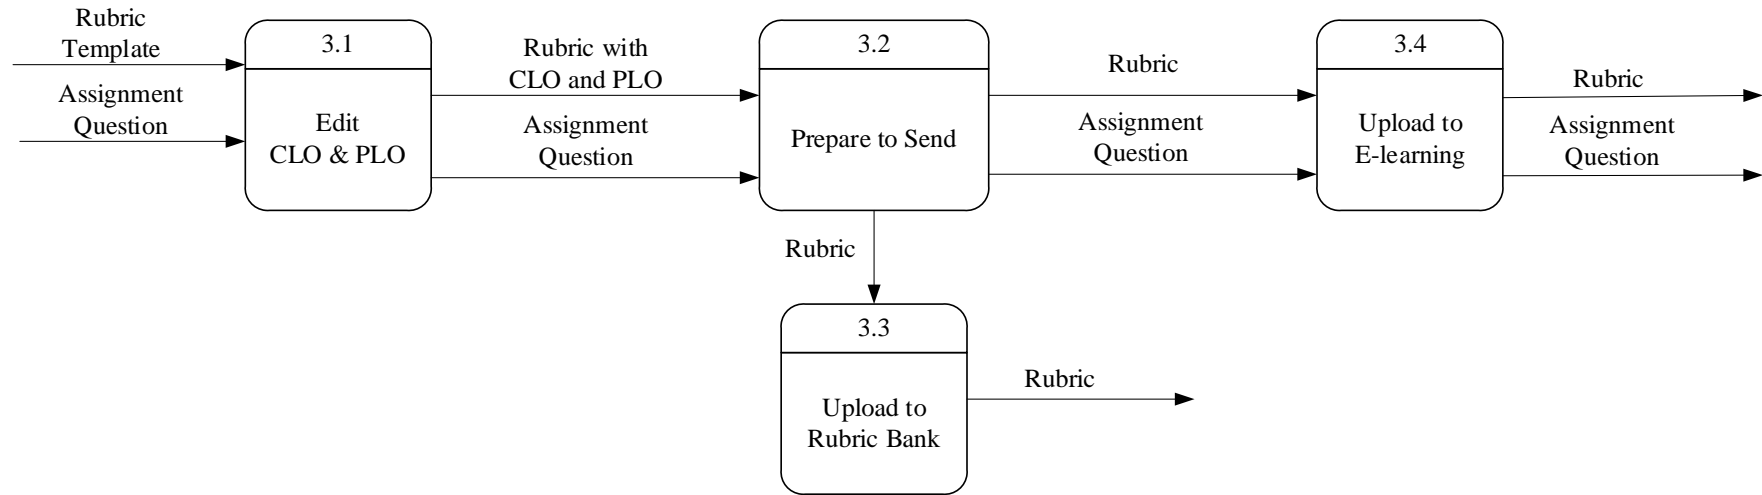 Rubric
Template
Assignment
Question
3.1
Edit
CLO & PLO
Rubric with
CLO and PLO
Assignment
Question
3.2
Prepare to Send
Rubric
Assignment
Question
3.4
Upload to
E-learning
Rubric
Assignment
Question
Rubric
3.3
Upload to
Rubric Bank
Rubric